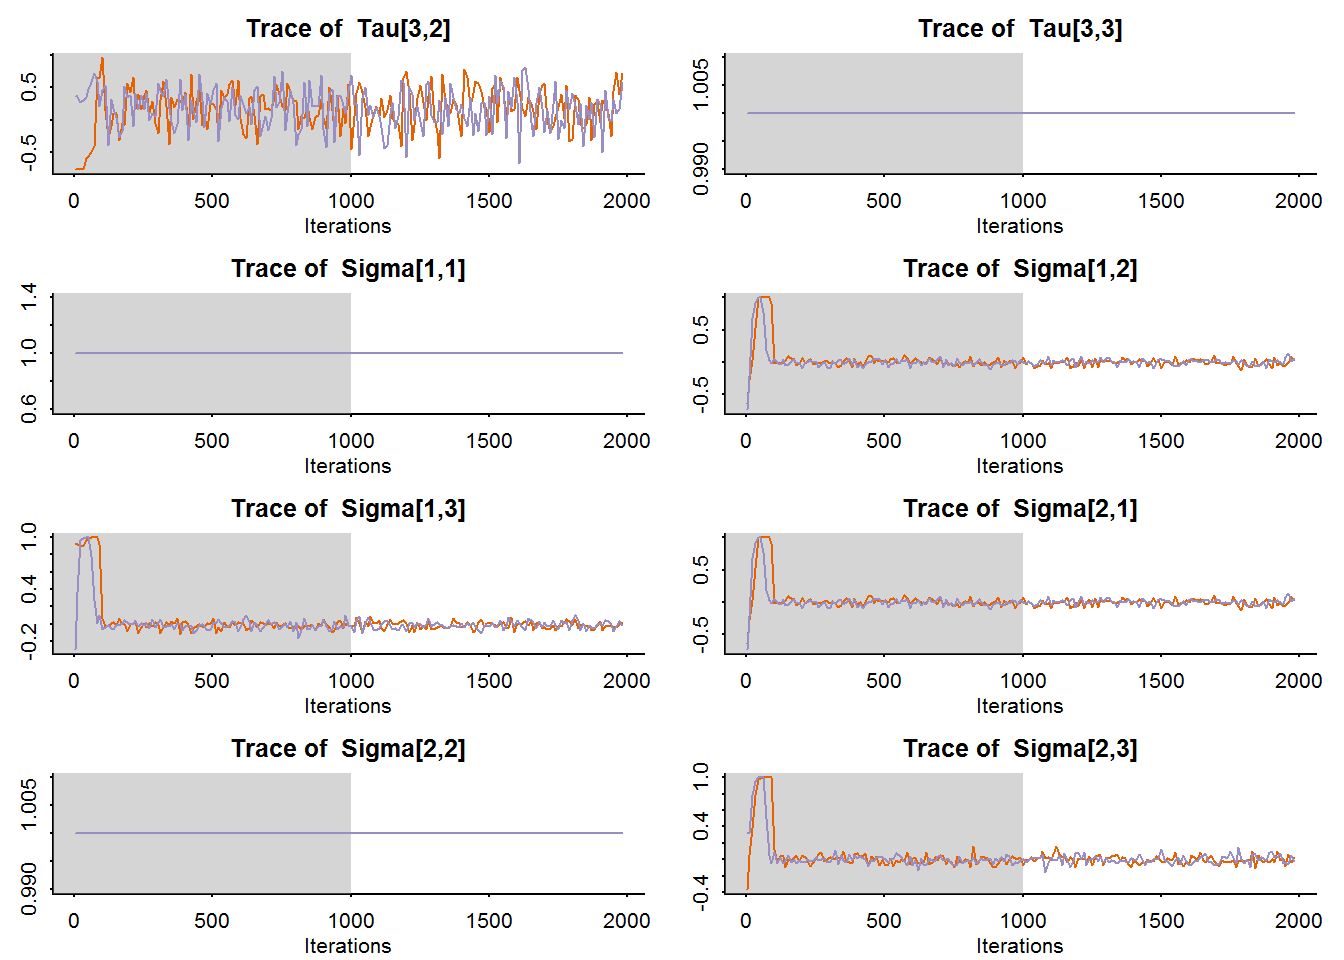 Trace of Tau[3,2]
0.5
-0.5
0 500 1000 1500 2000
Iterations
Trace of Tau[3,3]
1.005
0.990
0 500 1000 1500 2000
Iterations
Trace of Sigma[1,1]
1.4
1.0
0.6
0 500 1000 1500 2000
Iterations
Trace of Sigma[1,2]
0.5
-0.5
0 500 1000 1500 2000
Iterations
Trace of Sigma[1,3]
1.0
0.4
-0.2
0 500 1000 1500 2000
Iterations
Trace of Sigma[2,1]
0.5
-0.5
0 500 1000 1500 2000
Iterations
Trace of Sigma[2,2]
1.005
0.990
0 500 1000 1500 2000
Iterations
Trace of Sigma[2,3]
1.0
0.4
-0.4
0 500 1000 1500 2000
Iterations